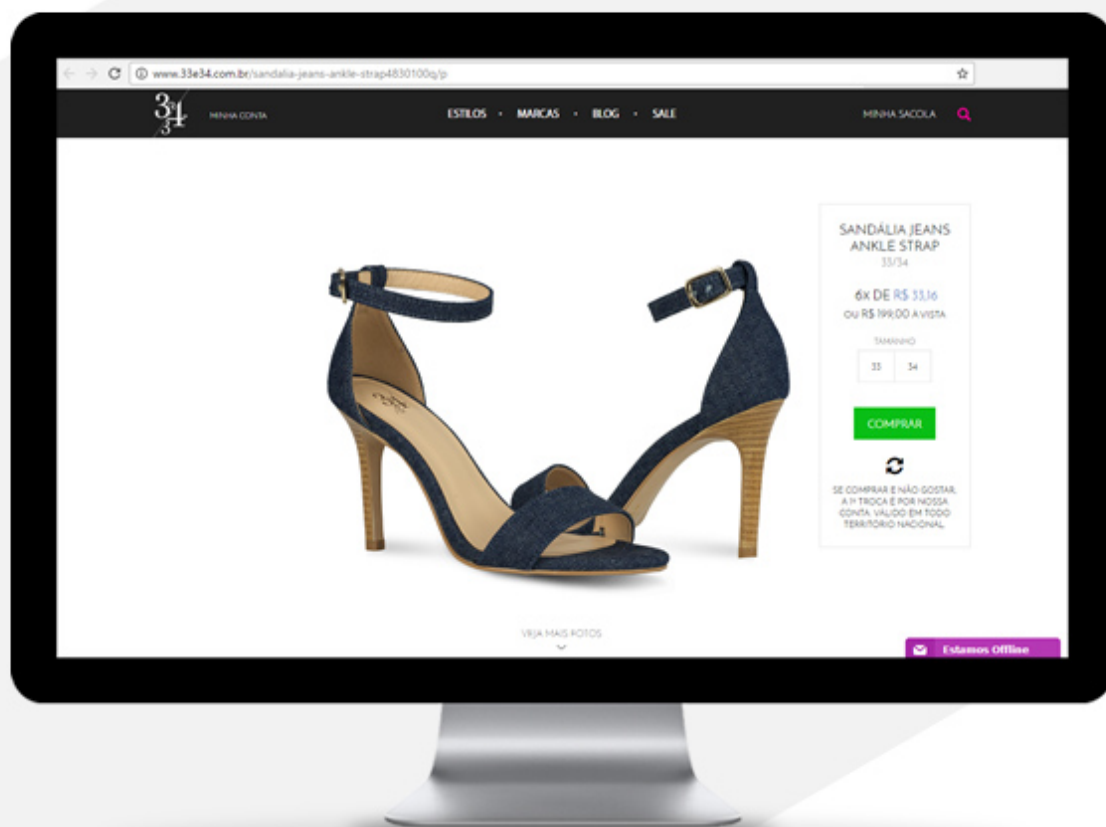 www.33e34.com.br/sandalia-jeans-ankle-strap4830100q/p
33
34
MINHA CONTA
ESTILOS • MARCAS • BLOG • SALE
MINHA SACOLA
SANDÁLIA JEANS
ANKLE STRAP
33/34
6X DE R$ 33,16
OU R$ 199,00 A VISTA
TAMANHO
33 34
COMPRAR
SE COMPRAR E NÃO GOSTAR,
A 1ª TROCA É POR NOSSA
CONTA. VÁLIDO EM TODO
TERRITÓRIO NACIONAL
VEJA MAIS FOTOS
Estamos Offline